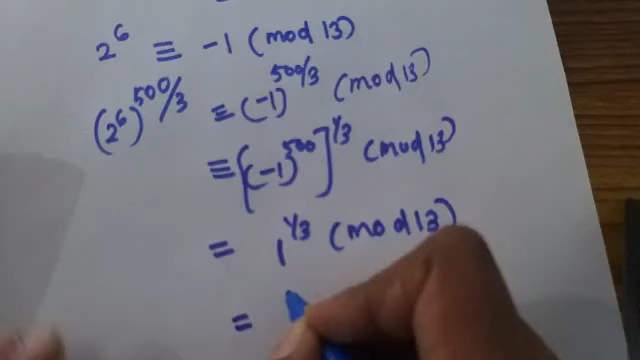 2^6 ≡ -1 (mod 13)
(2^6)^500/3 ≡ (-1)^500/3 (mod 13)
≡ [(-1)^500]^1/3 (mod 13)
= 1^1/3 (mod 13)
=